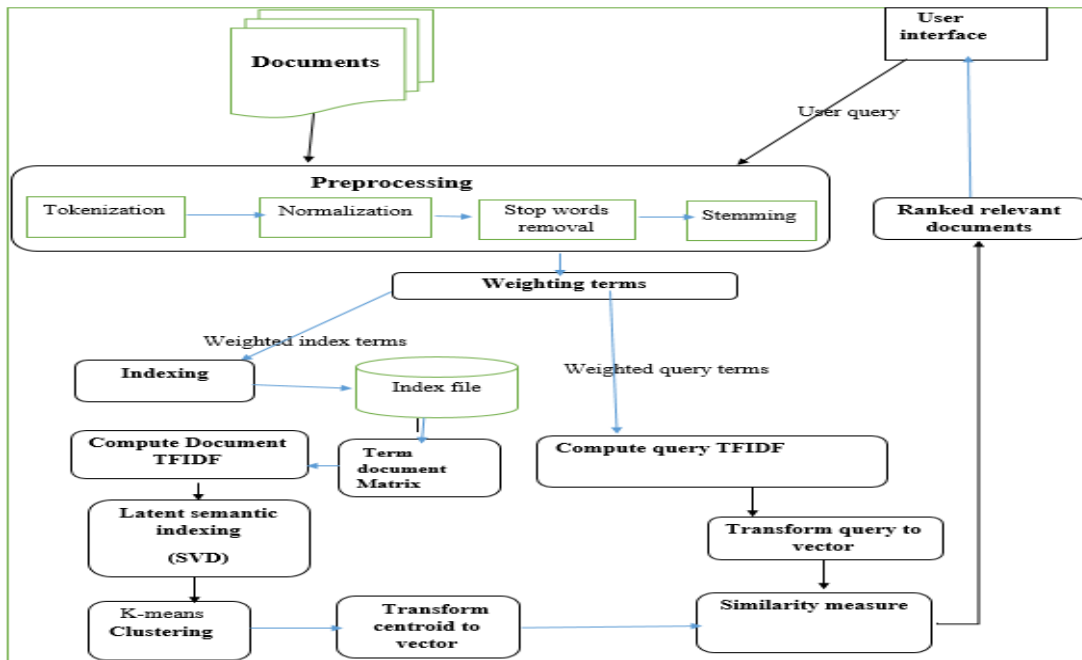 Documents
User
interface
User query
Preprocessing
Tokenization
Normalization
Stop words
removal
Stemming
Ranked relevant
documents
Weighting terms
Weighted index terms
Indexing
Index file
Weighted query terms
Compute Document
TFIDF
Term
document
Matrix
Compute query TFIDF
Latent semantic
indexing
(SVD)
Transform query to
vector
K-means
Clustering
Transform
centroid to
vector
Similarity measure